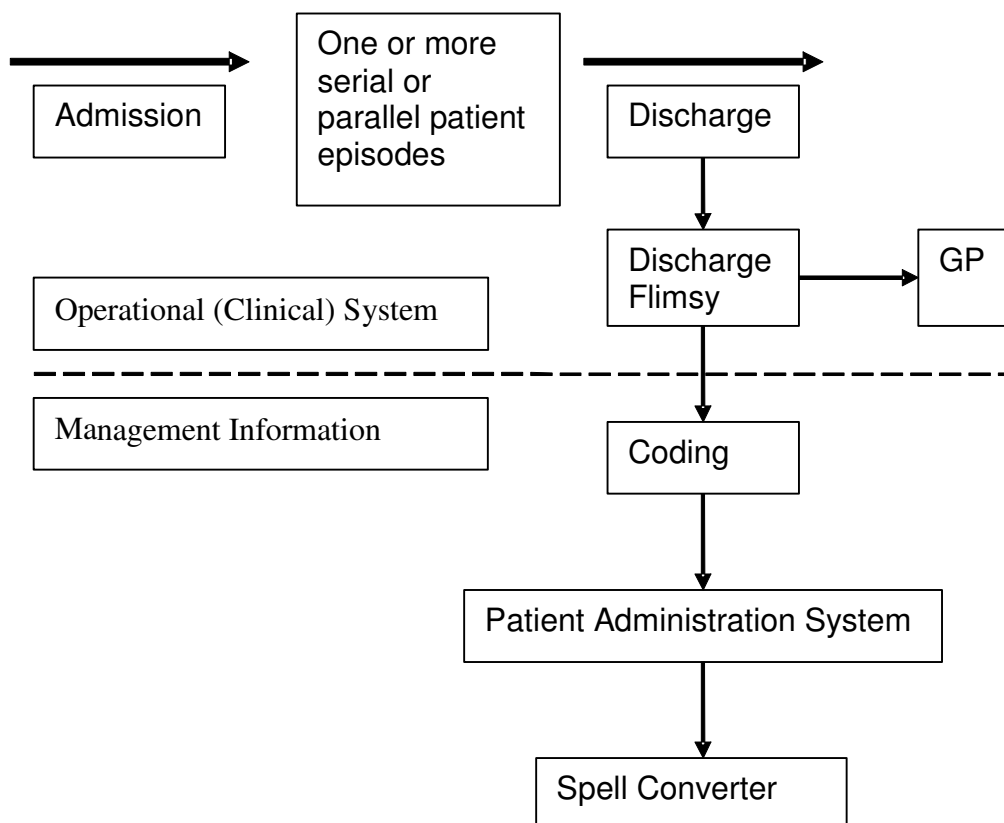 One or more
serial or
parallel patient
episodes
Admission
Discharge
Discharge
Flimsy
GP
Operational (Clinical) System
Management Information
Coding
Patient Administration System
Spell Converter